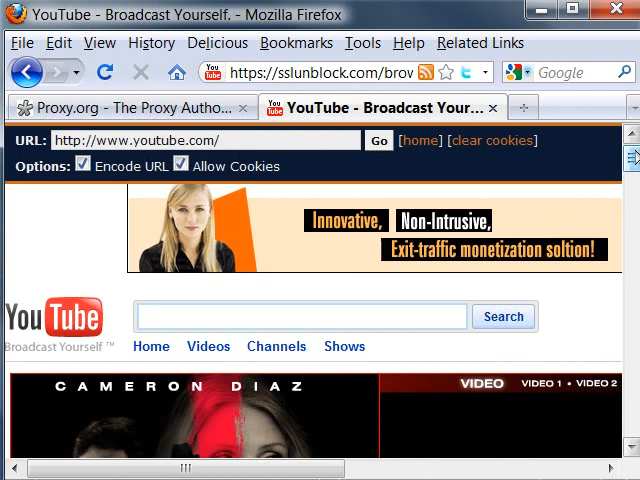 YouTube - Broadcast Yourself. - Mozilla Firefox
File Edit View History Delicious Bookmarks Tools Help Related Links
You Tube https://sslunblock.com/brow Google
Proxy.org - The Proxy Autho... YouTube - Broadcast Your...
URL: http://www.youtube.com/ Go [home] [clear cookies]
Options: Encode URL Allow Cookies
Innovative, Non-Intrusive,
Exit-traffic monetization soltion!
YouTube Search
Broadcast Yourself ™ Home Videos Channels Shows
CAMERON DIAZ VIDEO VIDEO 1 • VIDEO 2